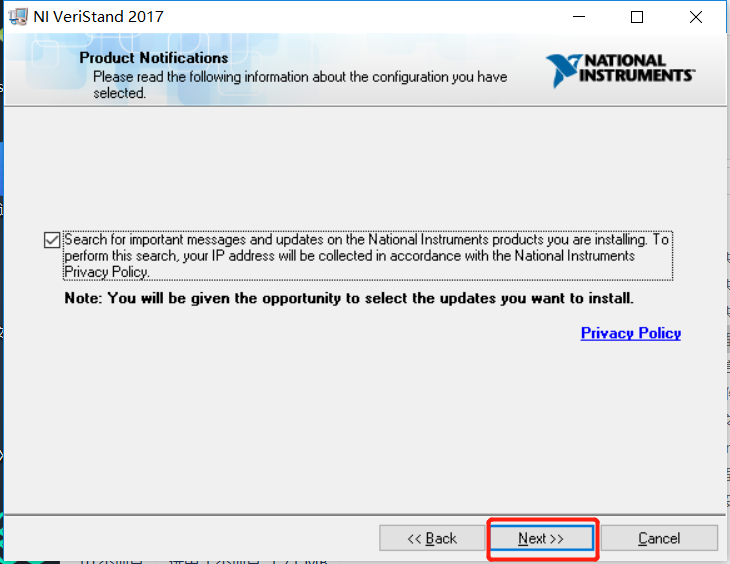 NI VeriStand 2017
Product Notifications
Please read the following information about the configuration you have
selected.
NATIONAL
INSTRUMENTS™
Search for important messages and updates on the National Instruments products you are installing. To
perform this search, your IP address will be collected in accordance with the National Instruments
Privacy Policy.
Note: You will be given the opportunity to select the updates you want to install.
Privacy Policy
<< Back
Next >>
Cancel